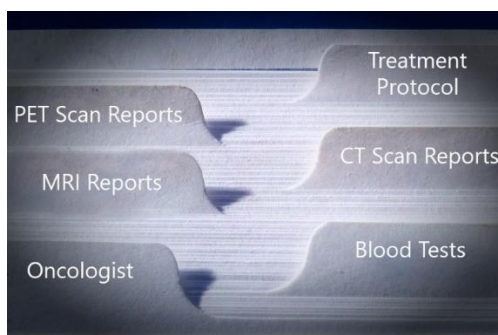 Treatment
Protocol
PET Scan Reports
CT Scan Reports
MRI Reports
Blood Tests
Oncologist